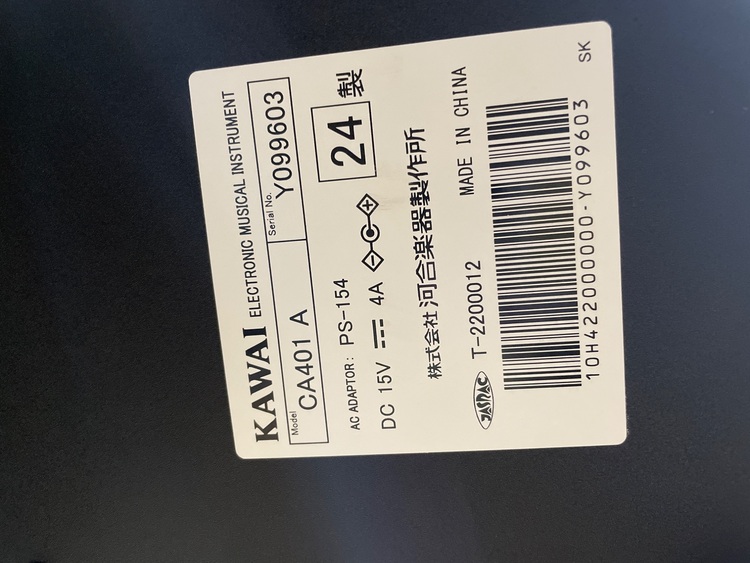 KAWAI ELECTRONIC MUSICAL INSTRUMENT
Model CA401 A Serial No. Y099603
AC ADAPTOR: PS-154
DC 15V 4A
24 製
株式会社 河合楽器製作所
JASRAC T-2200012 MADE IN CHINA
10H4220000000-Y099603
SK